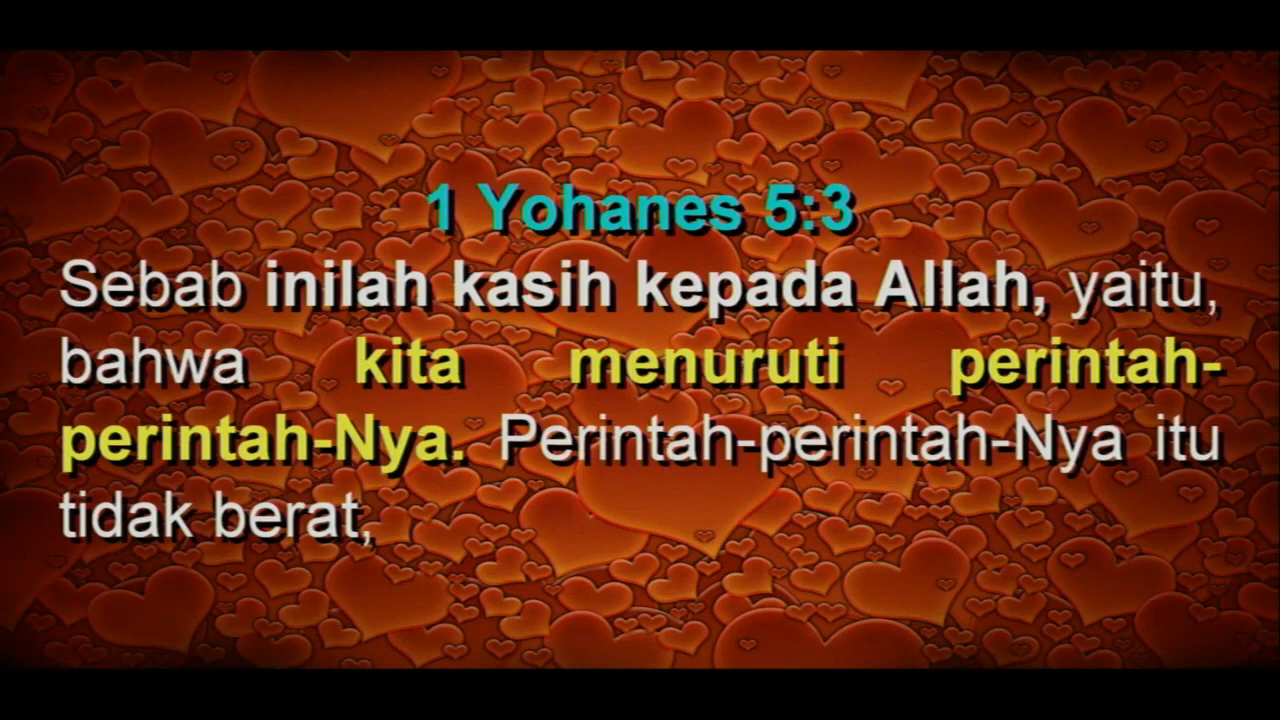 1 Yohanes 5:3
Sebab inilah kasih kepada Allah, yaitu,
bahwa kita menuruti perintah-
perintah-Nya. Perintah-perintah-Nya itu
tidak berat,